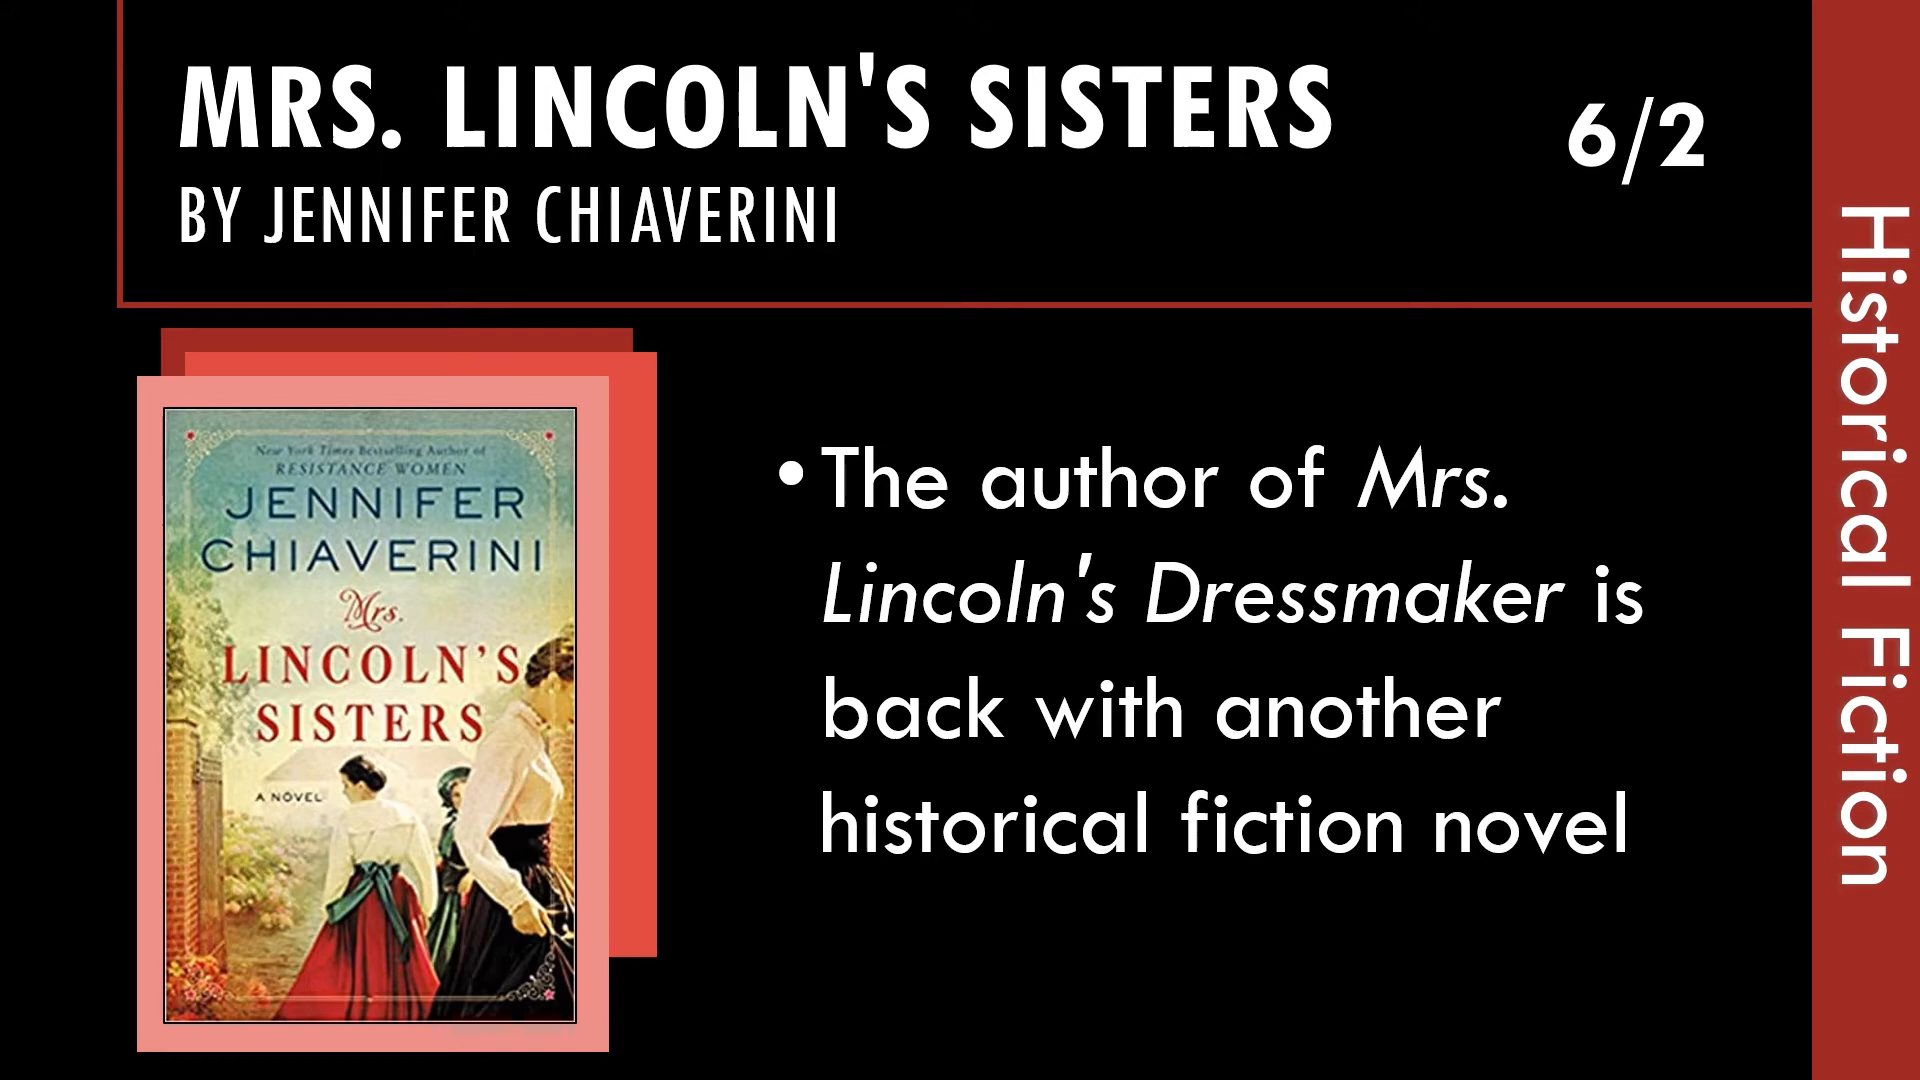 MRS. LINCOLN'S SISTERS
BY JENNIFER CHIAVERINI
6/2
New York Times Bestselling Author of
RESISTANCE WOMEN
JENNIFER
CHIAVERINI
Mrs.
LINCOLN'S
SISTERS
A NOVEL
• The author of Mrs.
Lincoln's Dressmaker is
back with another
historical fiction novel
Historical Fiction